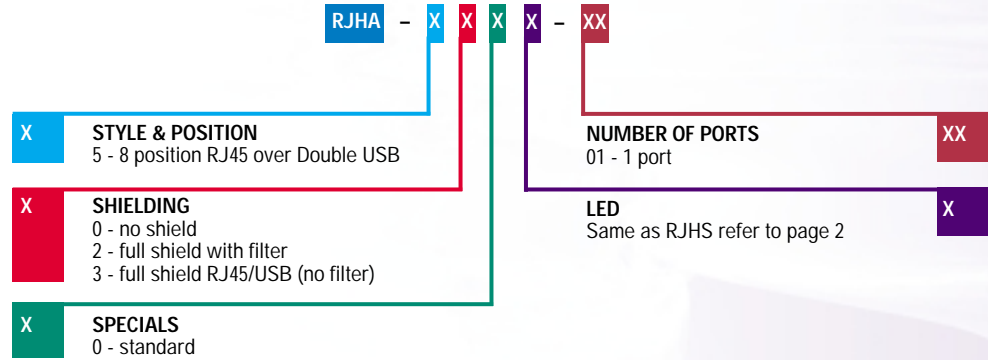 RJHA – X X X X – XX
X STYLE & POSITION
5 - 8 position RJ45 over Double USB
NUMBER OF PORTS XX
01 - 1 port
X SHIELDING
0 - no shield
2 - full shield with filter
3 - full shield RJ45/USB (no filter)
LED X
Same as RJHS refer to page 2
X SPECIALS
0 - standard